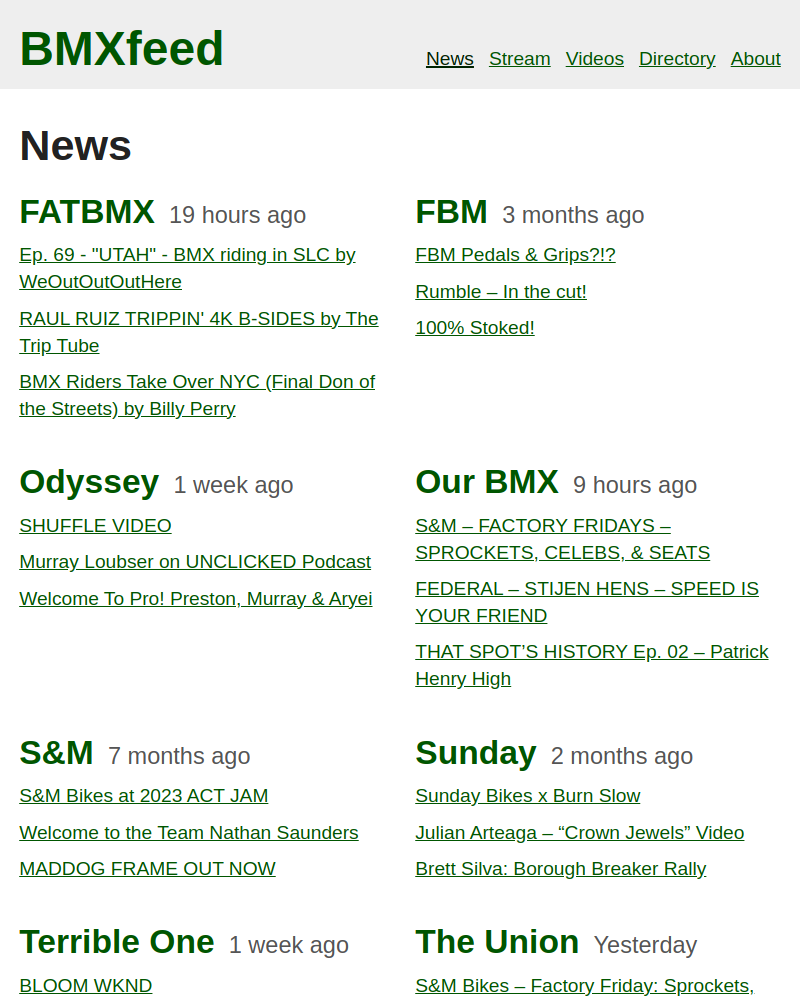 BMXfeed
News Stream Videos Directory About
News
FATBMX 19 hours ago
Ep. 69 - "UTAH" - BMX riding in SLC by
WeOutOutOutHere
RAUL RUIZ TRIPPIN' 4K B-SIDES by The
Trip Tube
BMX Riders Take Over NYC (Final Don of
the Streets) by Billy Perry
FBM 3 months ago
FBM Pedals & Grips?!?
Rumble – In the cut!
100% Stoked!
Odyssey 1 week ago
SHUFFLE VIDEO
Murray Loubser on UNCLICKED Podcast
Welcome To Pro! Preston, Murray & Aryei
Our BMX 9 hours ago
S&M – FACTORY FRIDAYS –
SPROCKETS, CELEBS, & SEATS
FEDERAL – STIJEN HENS – SPEED IS
YOUR FRIEND
THAT SPOT’S HISTORY Ep. 02 – Patrick
Henry High
S&M 7 months ago
S&M Bikes at 2023 ACT JAM
Welcome to the Team Nathan Saunders
MADDOG FRAME OUT NOW
Sunday 2 months ago
Sunday Bikes x Burn Slow
Julian Arteaga – “Crown Jewels” Video
Brett Silva: Borough Breaker Rally
Terrible One 1 week ago
BLOOM WKND
The Union Yesterday
S&M Bikes – Factory Friday: Sprockets,